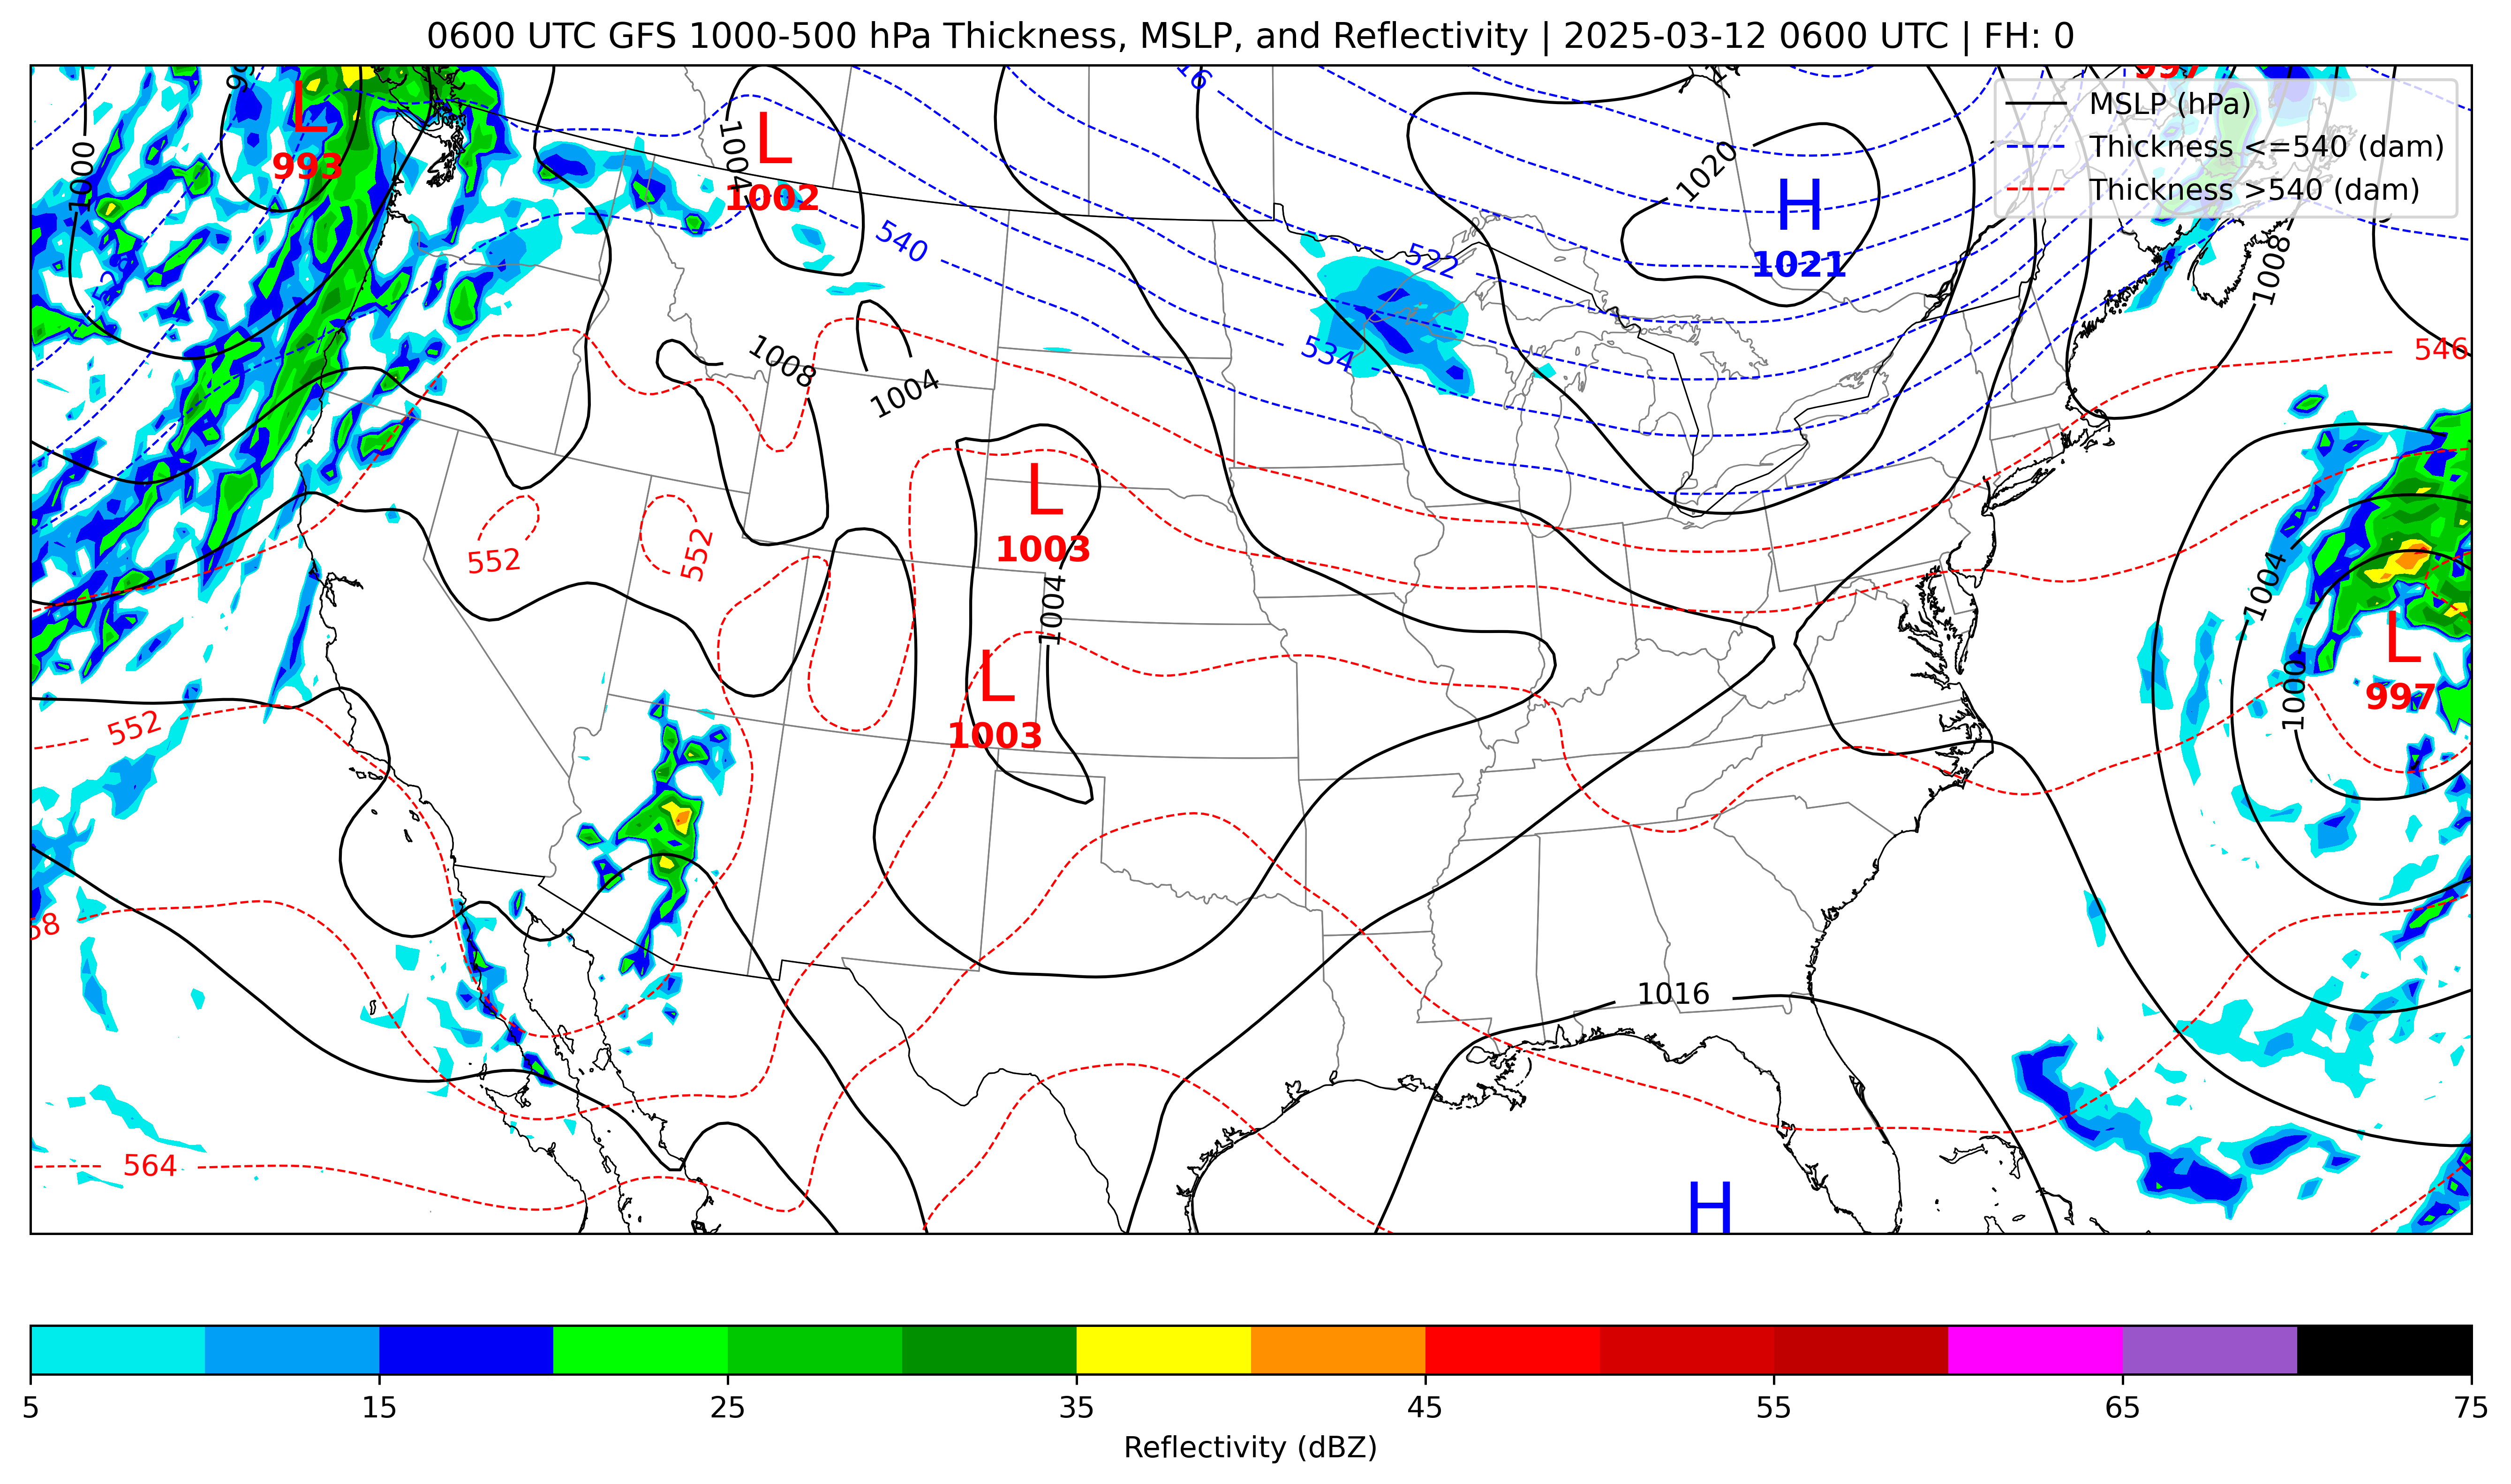 0600 UTC GFS 1000-500 hPa Thickness, MSLP, and Reflectivity | 2025-03-12 0600 UTC | FH: 0
997
MSLP (hPa)
Thickness <=540 (dam)
Thickness >540 (dam)
L
993
1000
1004
L
1002
540
1020
H
1021
522
534
1008
1008
1004
546
552
552
L
1003
1004
L
1003
1004
1000
L
997
552
58
1016
564
H
5
15
25
35
45
55
65
75
Reflectivity (dBZ)